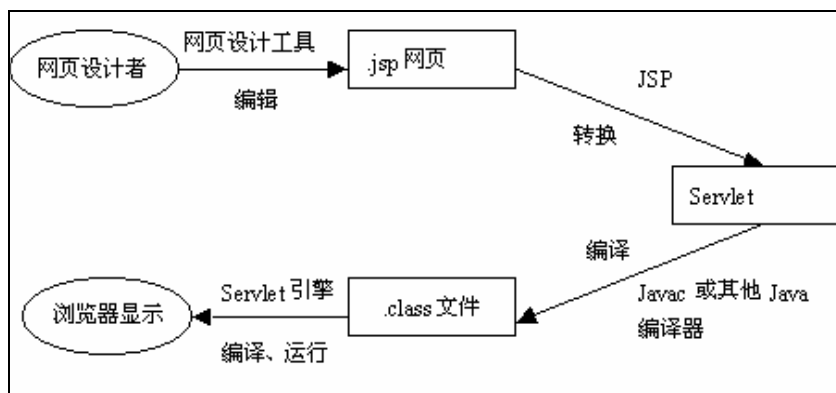 网页设计者
网页设计工具
编辑
.jsp 网页
JSP
转换
Servlet
编译
Javac 或其他 Java
编译器
.class 文件
Servlet 引擎
编译、运行
浏览器显示